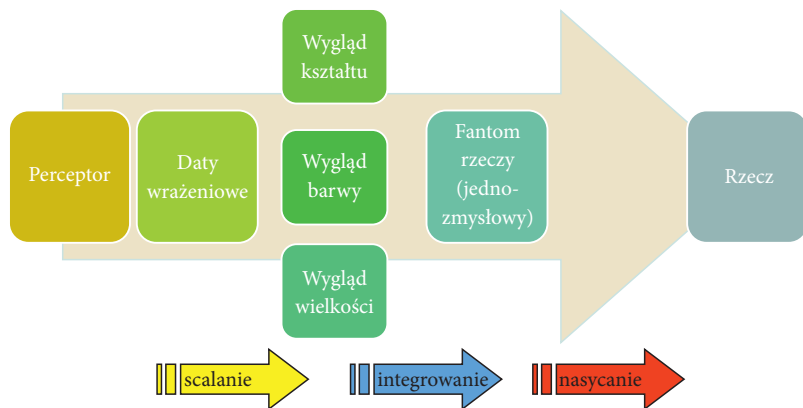 Perceptor
Daty
wrażeniowe
Wygląd
kształtu
Wygląd
barwy
Wygląd
wielkości
Fantom
rzeczy
(jedno-
zmysłowy)
Rzecz
scalanie
integrowanie
nasycanie